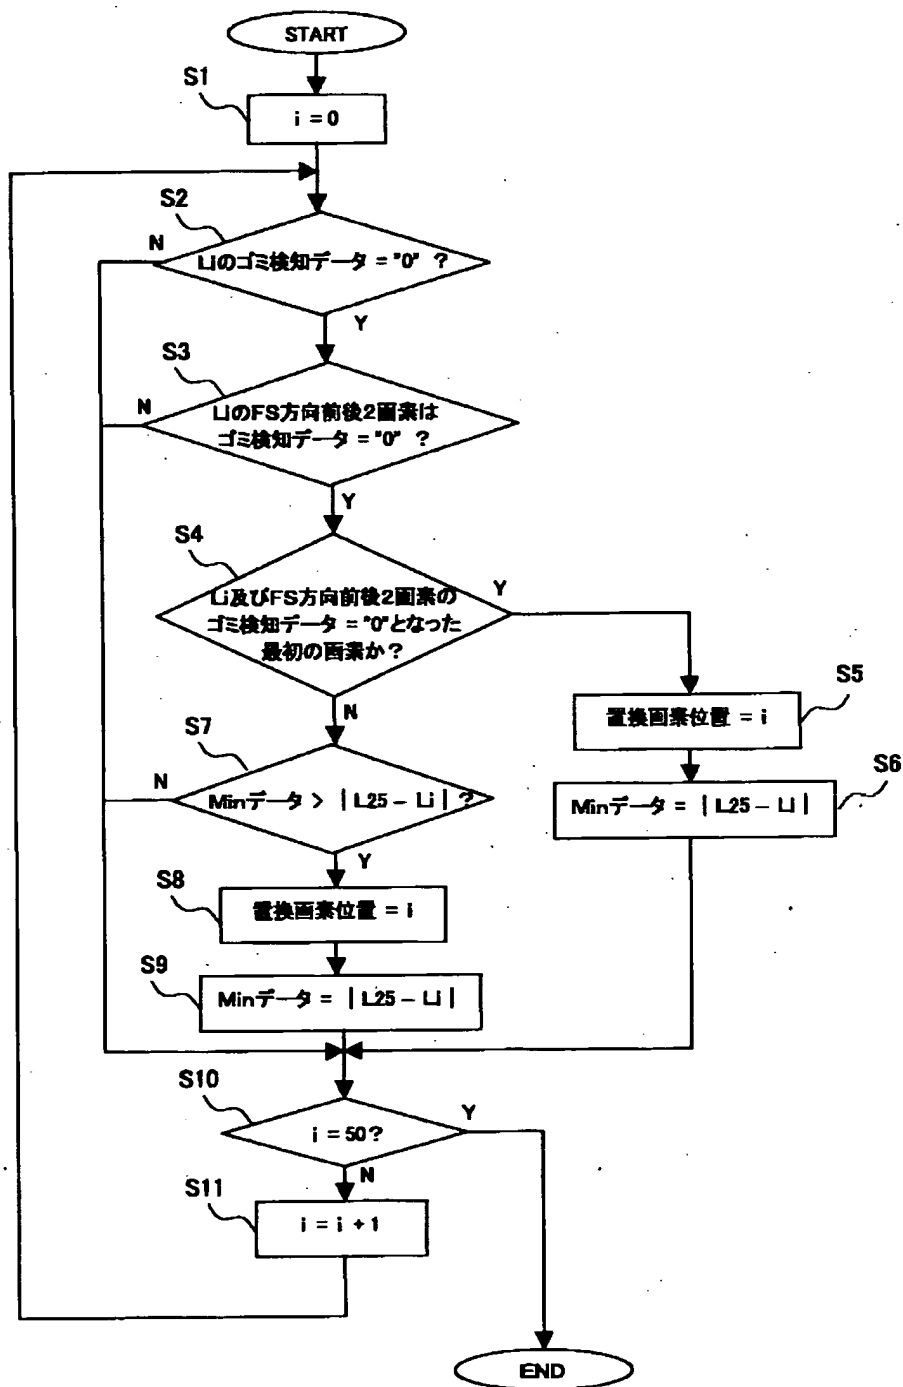 START
S1
i = 0
S2
N
Liのゴミ検知データ = "0" ?
Y
S3
N
LiのFS方向前後2画素は
ゴミ検知データ = "0" ?
Y
S4
Y
Li及びFS方向前後2画素の
ゴミ検知データ = "0"となった
最初の画素か?
N
S5
置換画素位置 = i
S6
Minデータ = | L25 - Li |
S7
N
Minデータ > | L25 - Li | ?
Y
S8
置換画素位置 = i
S9
Minデータ = | L25 - Li |
S10
Y
i = 50?
N
S11
i = i + 1
END